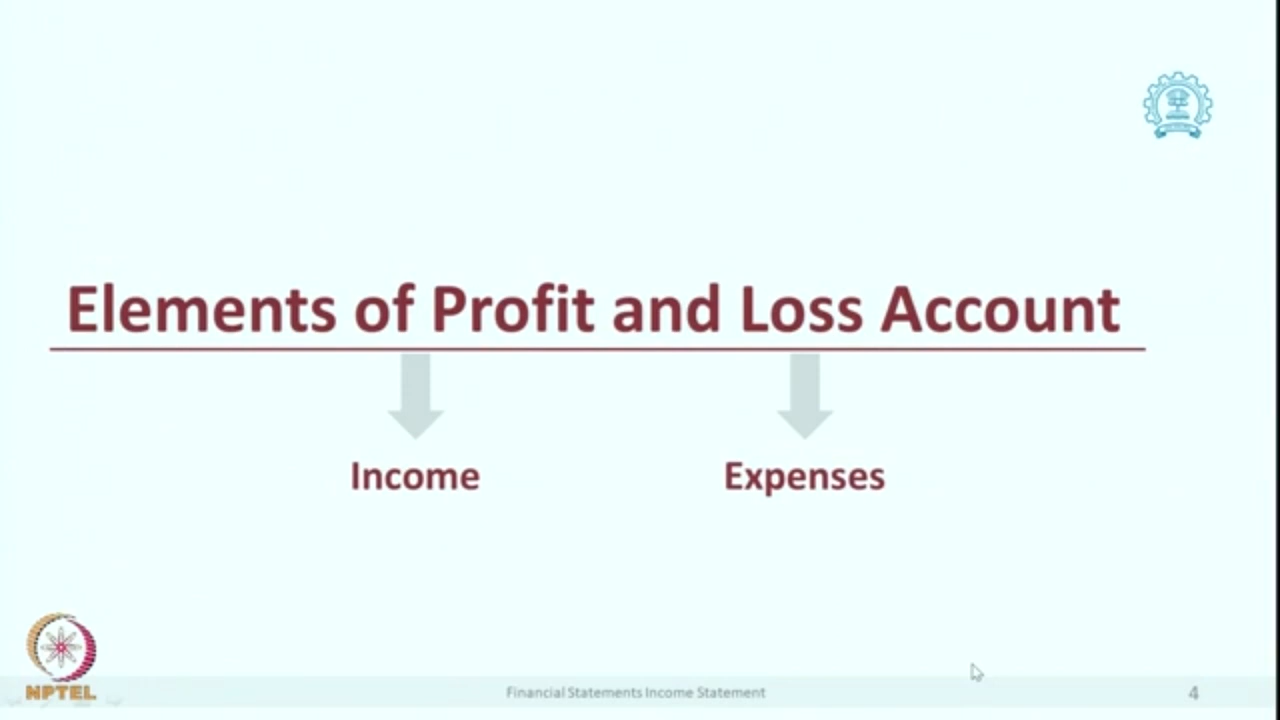 Elements of Profit and Loss Account
Income
Expenses
NPTEL
Financial Statements Income Statement
4